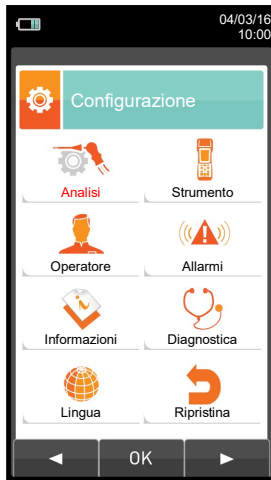 04/03/16
10:00
Configurazione
Analisi
Strumento
Operatore
Allarmi
Informazioni
Diagnostica
Lingua
Ripristina
OK